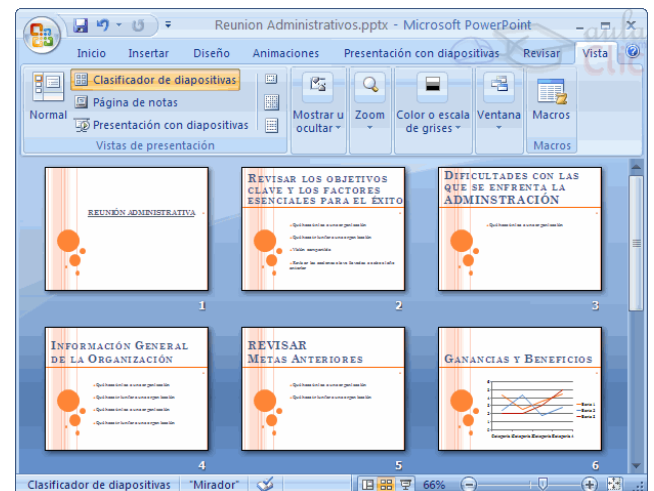 Reunion Administrativos.pptx - Microsoft PowerPoint
aula
Clic
Inicio Insertar Diseño Animaciones Presentación con diapositivas Revisar Vista
Normal
Clasificador de diapositivas
Página de notas
Presentación con diapositivas
Vistas de presentación
Mostrar u
ocultar
Zoom
Color o escala
de grises
Ventana
Macros
Macros
REUNIÓN ADMINISTRATIVA
1
REVISAR LOS OBJETIVOS
CLAVE Y LOS FACTORES
ESENCIALES PARA EL ÉXITO
2
DIFICULTADES CON LAS
QUE SE ENFRENTA LA
ADMINSTRACIÓN
3
INFORMACIÓN GENERAL
DE LA ORGANIZACIÓN
4
REVISAR
METAS ANTERIORES
5
GANANCIAS Y BENEFICIOS
6
Clasificador de diapositivas "Mirador" 66%